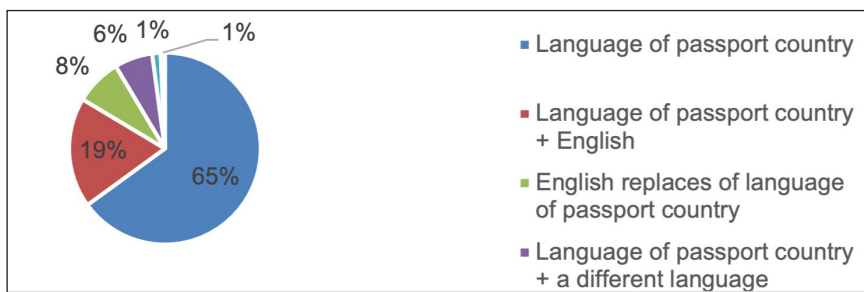 6% 1% 1%
8%
19%
65%
Language of passport country
Language of passport country
+ English
English replaces of language
of passport country
Language of passport country
+ a different language